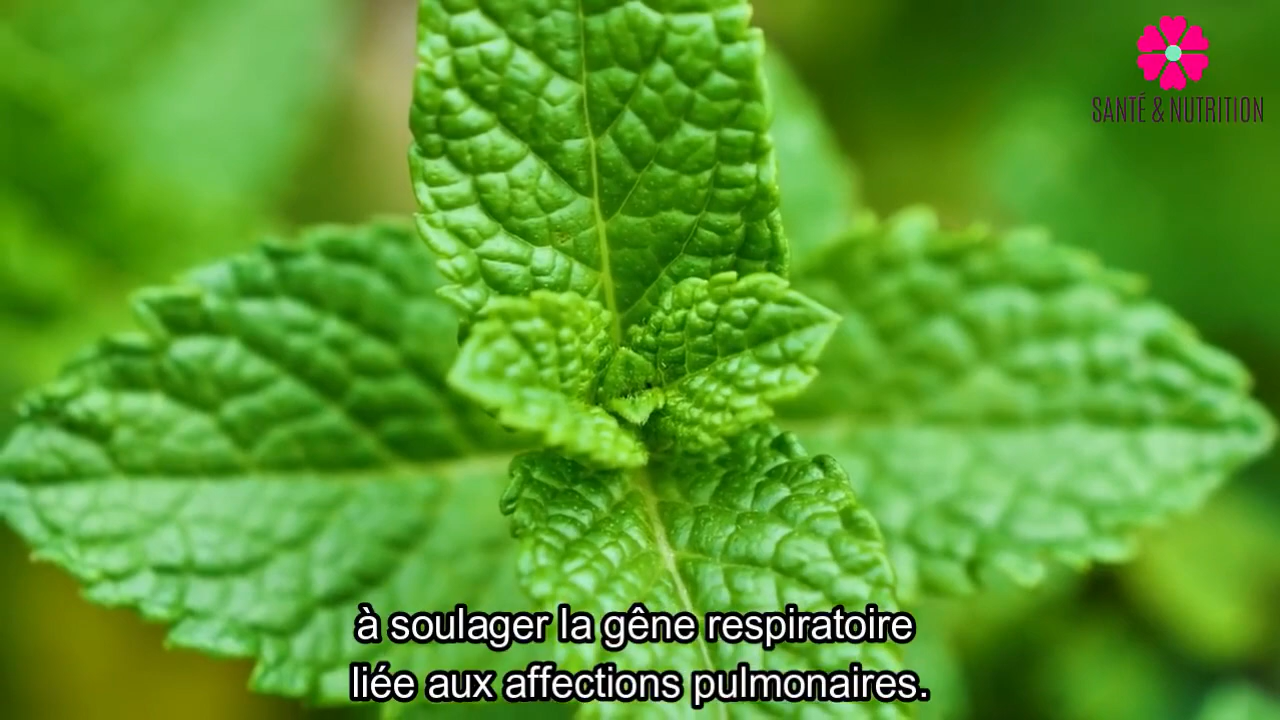 SANTÉ & NUTRITION
à soulager la gêne respiratoire
liée aux affections pulmonaires.